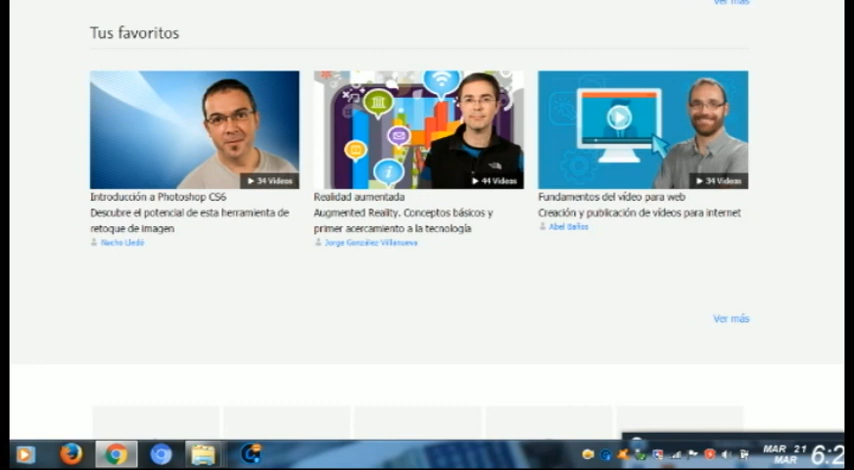 Ver más
Tus favoritos
34 Videos
44 Videos
34 Videos
Introducción a Photoshop CS6
Descubre el potencial de esta herramienta de
retoque de imagen
Nacho Lledó
Realidad aumentada
Augmented Reality. Conceptos básicos y
primer acercamiento a la tecnología
Jorge González Villanueva
Fundamentos del vídeo para web
Creación y publicación de vídeos para internet
Abel Baños
Ver más
MAR 21
MAR
6:2